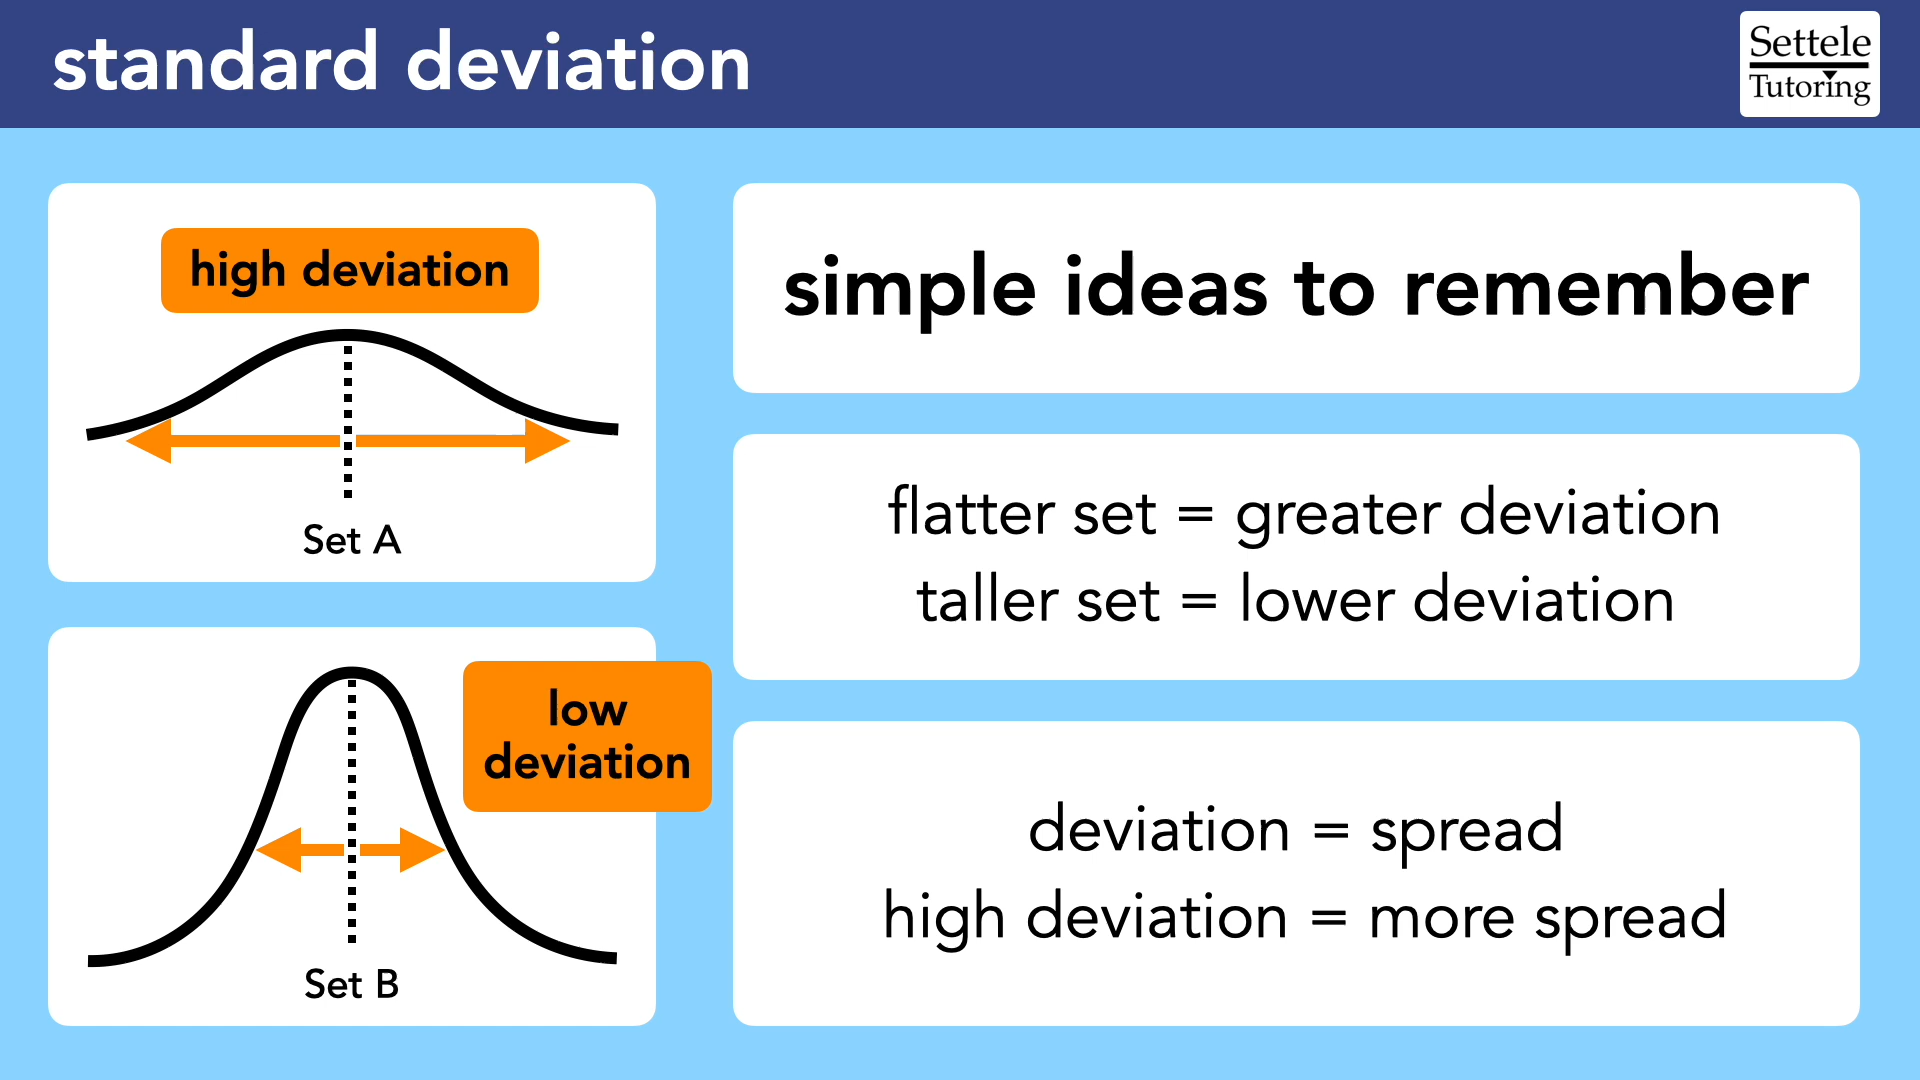 standard deviation
Settele
Tutoring
high deviation
Set A
low
deviation
Set B
simple ideas to remember
flatter set = greater deviation
taller set = lower deviation
deviation = spread
high deviation = more spread